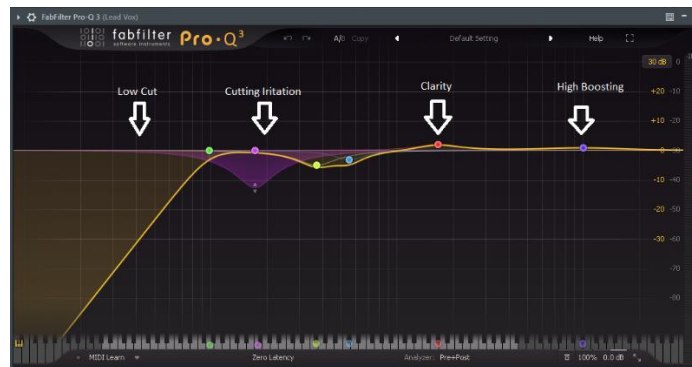 FabFilter Pro-Q 3 (Lead Vox)
fabfilter Pro·Q3
software instruments
A/B Copy Default Setting Help
30 dB 0
Low Cut Cutting Iritation Clarity High Boosting
+20 -10
+10 -20
0
-10 -40
-20 -50
-30 -60
-70
-80
MIDI Learn Zero Latency Analyzer: Pre+Post 100% 0.0 dB